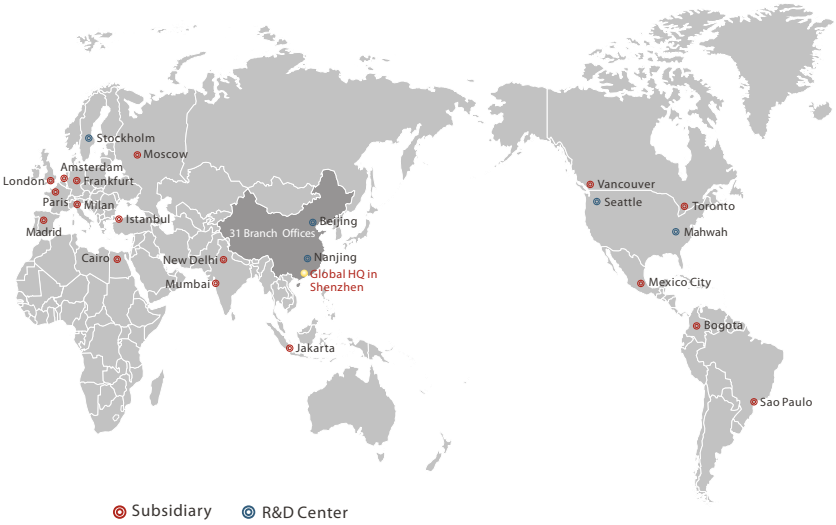 Stockholm
Moscow
Amsterdam
London
Frankfurt
Paris
Milan
Madrid
Istanbul
Cairo
New Delhi
Mumbai
31 Branch Offices
Beijing
Nanjing
Global HQ in
Shenzhen
Jakarta
Vancouver
Seattle
Toronto
Mahwah
Mexico City
Bogota
Sao Paulo
Subsidiary
R&D Center